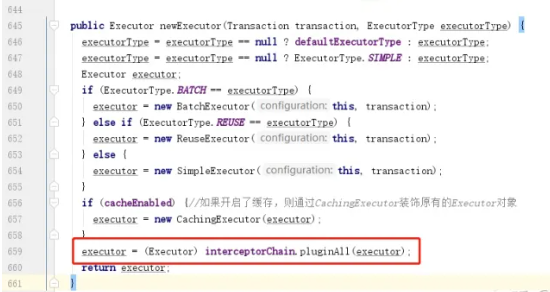 644
645 public Executor newExecutor(Transaction transaction, ExecutorType executorType) {
646 executorType = executorType == null ? defaultExecutorType : executorType;
647 executorType = executorType == null ? ExecutorType.SIMPLE : executorType;
648 Executor executor;
649 if (ExecutorType.BATCH == executorType) {
650 executor = new BatchExecutor( configuration: this, transaction);
651 } else if (ExecutorType.REUSE == executorType) {
652 executor = new ReuseExecutor( configuration: this, transaction);
653 } else {
654 executor = new SimpleExecutor( configuration: this, transaction);
655 }
656 if (cacheEnabled) {//如果开启了缓存，则通过CachingExecutor装饰原有的Executor对象
657 executor = new CachingExecutor(executor);
658 }
659 executor = (Executor) interceptorChain.pluginAll(executor);
660 return executor;
661 }